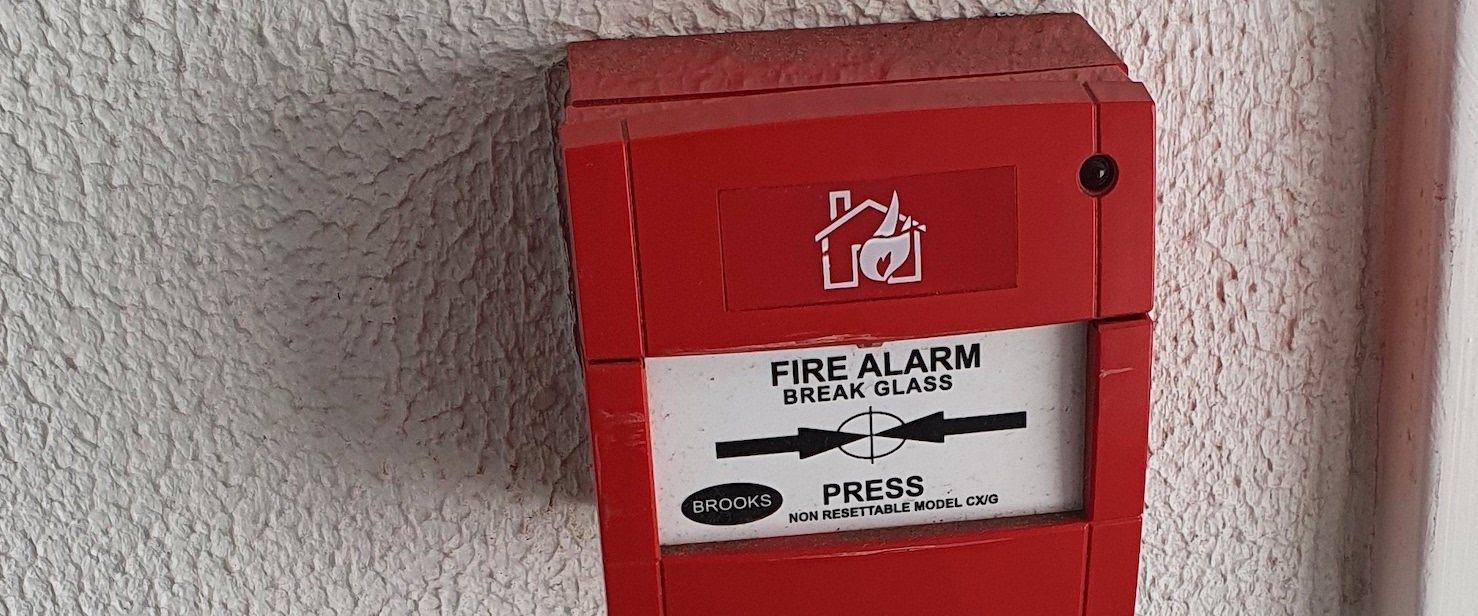 FIRE ALARM
BREAK GLASS
BROOKS
PRESS
NON RESETTABLE MODEL CX/G